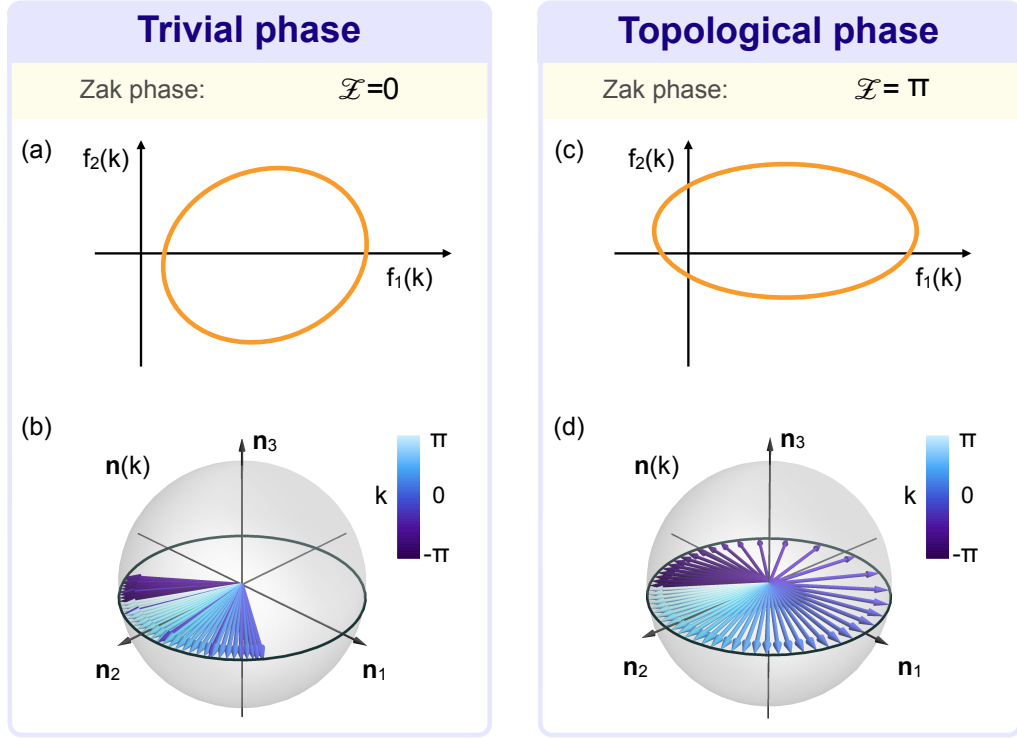 Trivial phase
Zak phase: 𝒵=0
(a)
f₂(k)
f₁(k)
(b)
n₃
n(k)
π
k 0
-π
n₂
n₁
Topological phase
Zak phase: 𝒵= π
(c)
f₂(k)
f₁(k)
(d)
n₃
n(k)
π
k 0
-π
n₂
n₁